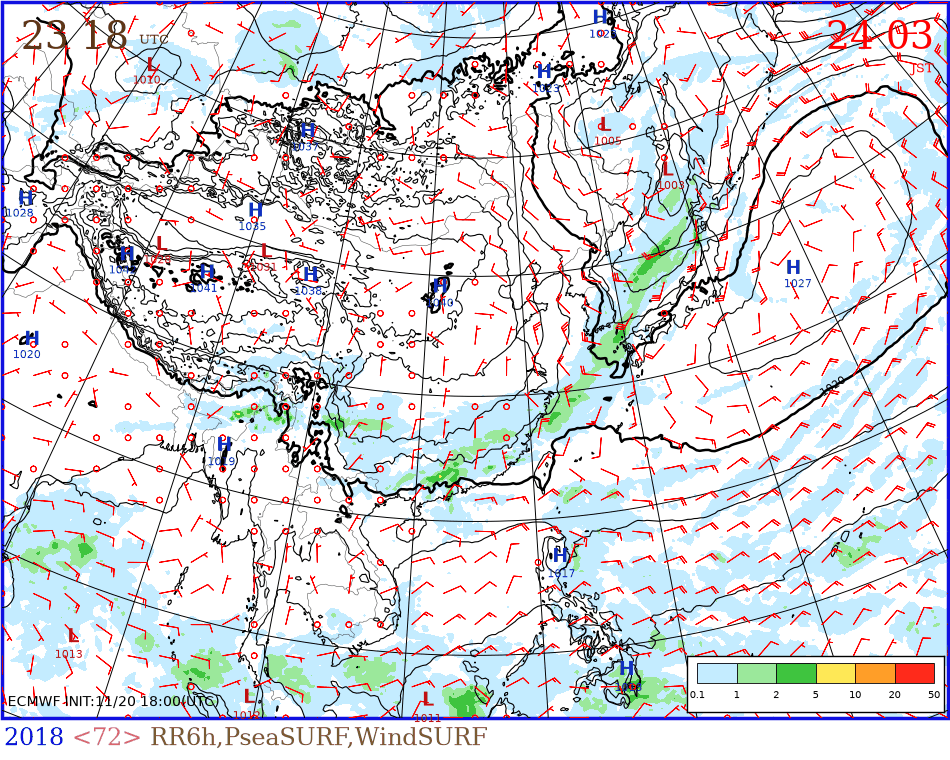 23 18 UTC
24 03 JST
H 1023
L 1010
H 1023
H 1037
L 1005
L 1003
H 1028
H 1035
L
H
L
H 1041
H 1038
H
H 1027
H 1020
1020
H 1019
H 1017
L 1013
H
L 1012
L 1011
0.1 1 2 5 10 20 50
ECMWF INIT:11/20 18:00(UTC)
2018 <72> RR6h,PseaSURF,WindSURF